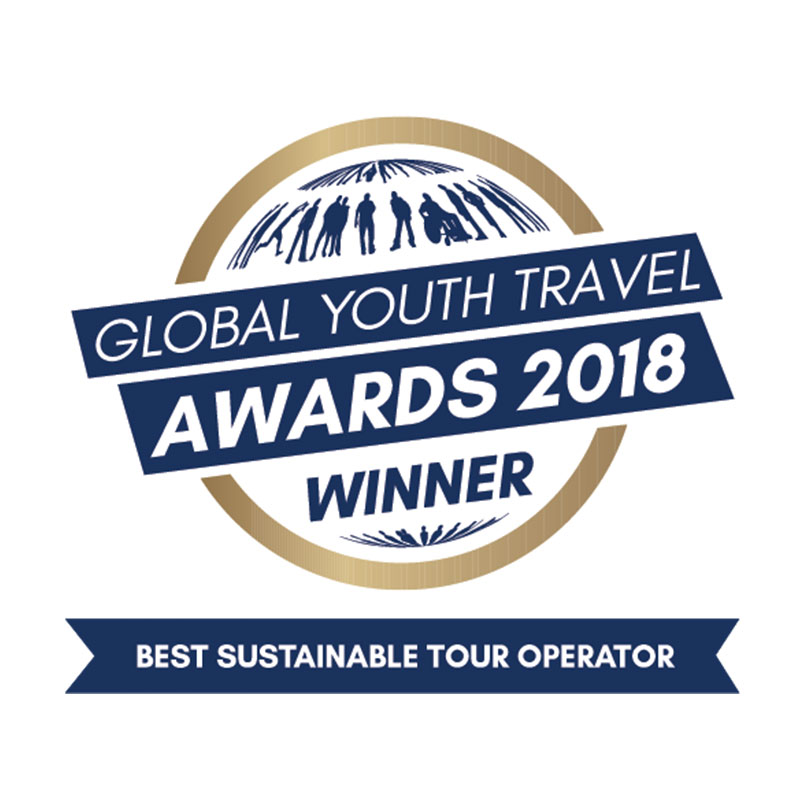 GLOBAL YOUTH TRAVEL
AWARDS 2018
WINNER
BEST SUSTAINABLE TOUR OPERATOR